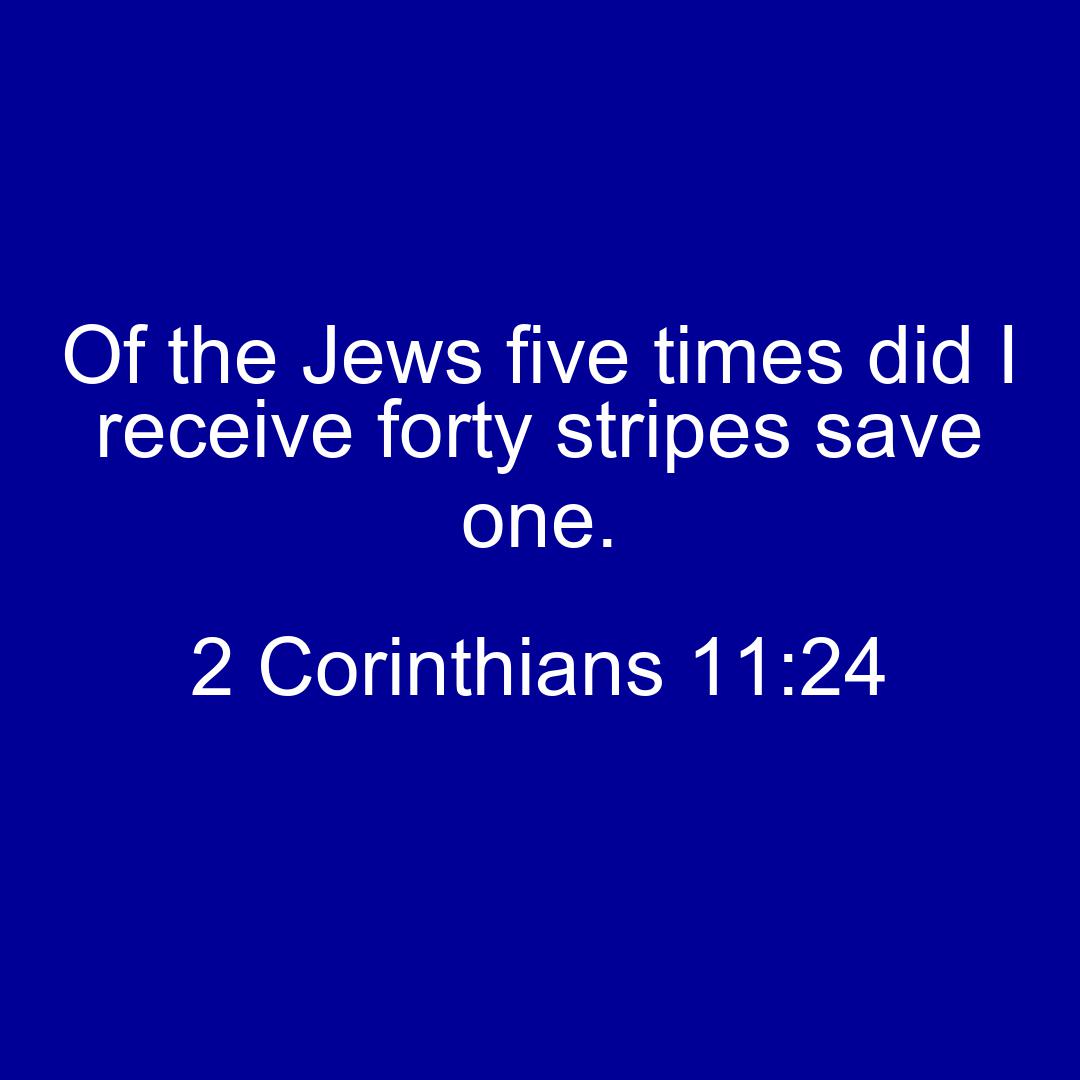 Of the Jews five times did I
receive forty stripes save
one.
2 Corinthians 11:24